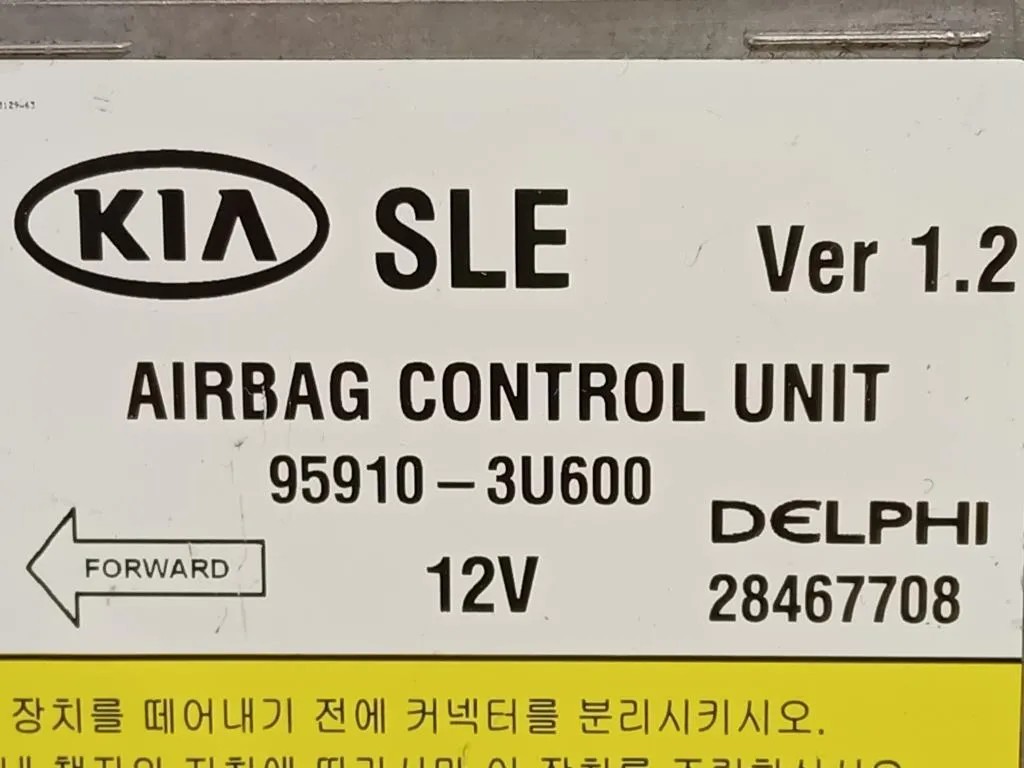 KIA SLE Ver 1.2
AIRBAG CONTROL UNIT
95910-3U600
DELPHI
FORWARD 12V 28467708
장치를 떼어내기 전에 커넥터를 분리시키시오.